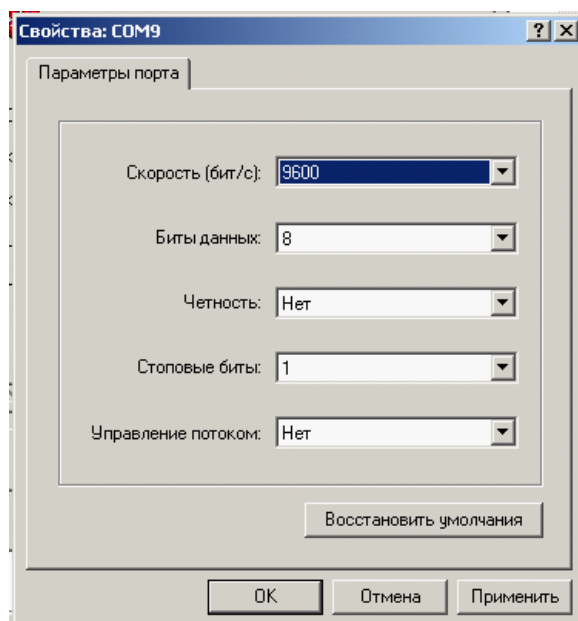 Свойства: COM9
Параметры порта
Скорость (бит/с): 9600
Биты данных: 8
Четность: Нет
Стоповые биты: 1
Управление потоком: Нет
Восстановить умолчания
OK Отмена Применить